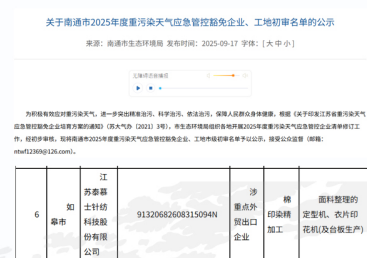 关于南通市2025年度重污染天气应急管控豁免企业、工地初审名单的公示
来源：南通市生态环境局 发布时间：2025-09-17 字体：[ 大 中 小 ]
为积极有效应对重污染天气，进一步突出精准治污、科学治污、依法治污，保障人民群众身体健康，根据《关于印发江苏省重污染天气
应急管控豁免企业培育方案的通知》（苏大气办〔2021〕3号），市生态环境局组织各地开展2025年度重污染天气应急管控企业清单修订工
作，经初步审核，现将南通市2025年度重污染天气应急管控豁免企业、工地市级初审名单予以公示，接受公众监督（邮箱：
ntwf12369@126.com）。
6
如
皋市
江
苏泰慕
士针纺
科技股
份有限
公司
91320682608315094N
涉
重点外
贸出口
企业
棉
印染精
加工
面料整理的
定型机、衣片印
花机(及台板生产)